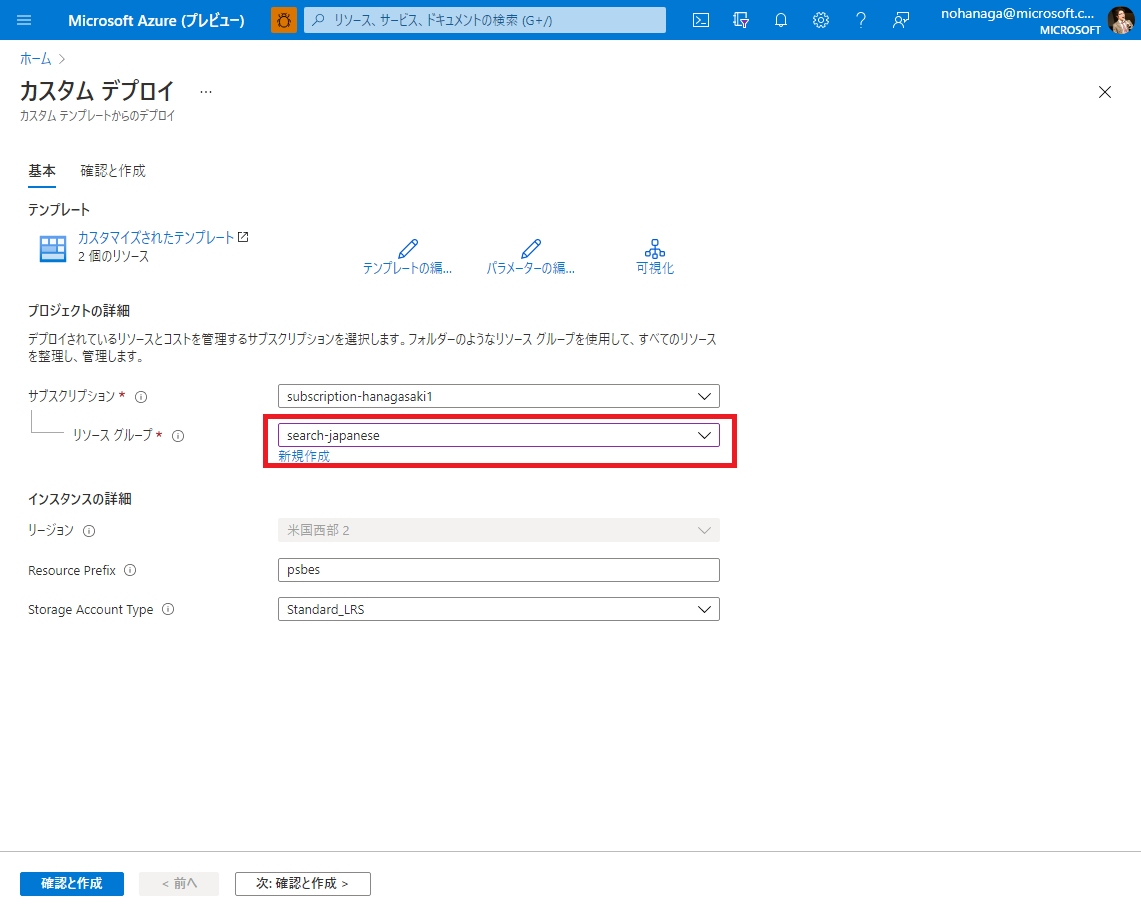 Microsoft Azure (プレビュー)
リソース、サービス、ドキュメントの検索 (G+/)
nohanaga@microsoft.c...
MICROSOFT
ホーム >
カスタム デプロイ ...
カスタム テンプレートからのデプロイ
基本 確認と作成
テンプレート
カスタマイズされたテンプレート
2 個のリソース
テンプレートの編... パラメーターの編... 可視化
プロジェクトの詳細
デプロイされているリソースとコストを管理するサブスクリプションを選択します。フォルダーのようなリソース グループを使用して、すべてのリソース
を整理し、管理します。
サブスクリプション * subscription-hanagasaki1
リソース グループ * search-japanese
新規作成
インスタンスの詳細
リージョン 米国西部 2
Resource Prefix psbes
Storage Account Type Standard_LRS
確認と作成 < 前へ 次: 確認と作成 >